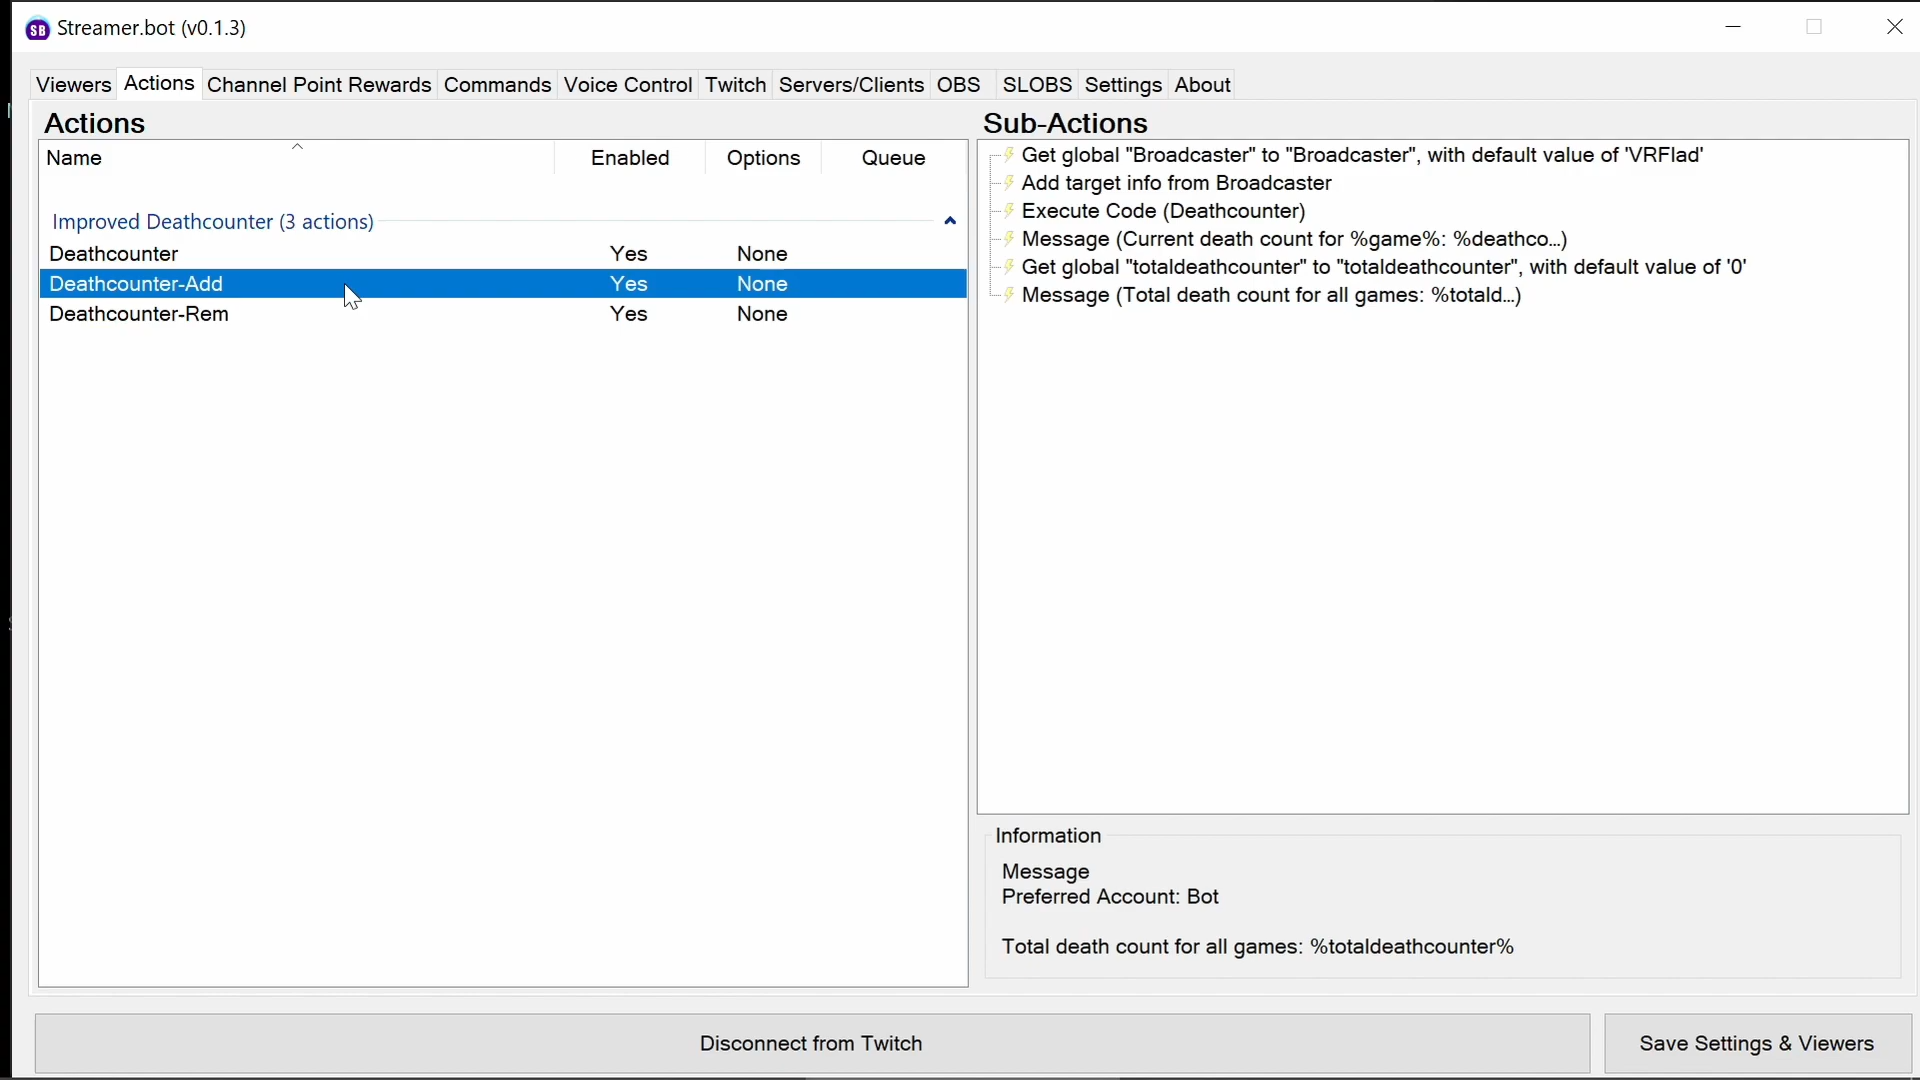 SB Streamer.bot (v0.1.3)
Viewers Actions Channel Point Rewards Commands Voice Control Twitch Servers/Clients OBS SLOBS Settings About
Actions
Name Enabled Options Queue
Improved Deathcounter (3 actions)
Deathcounter Yes None
Deathcounter-Add Yes None
Deathcounter-Rem Yes None
Sub-Actions
Get global "Broadcaster" to "Broadcaster", with default value of 'VRFlad'
Add target info from Broadcaster
Execute Code (Deathcounter)
Message (Current death count for %game%: %deathco...)
Get global "totaldeathcounter" to "totaldeathcounter", with default value of '0'
Message (Total death count for all games: %totald...)
Information
Message
Preferred Account: Bot
Total death count for all games: %totaldeathcounter%
Disconnect from Twitch
Save Settings & Viewers